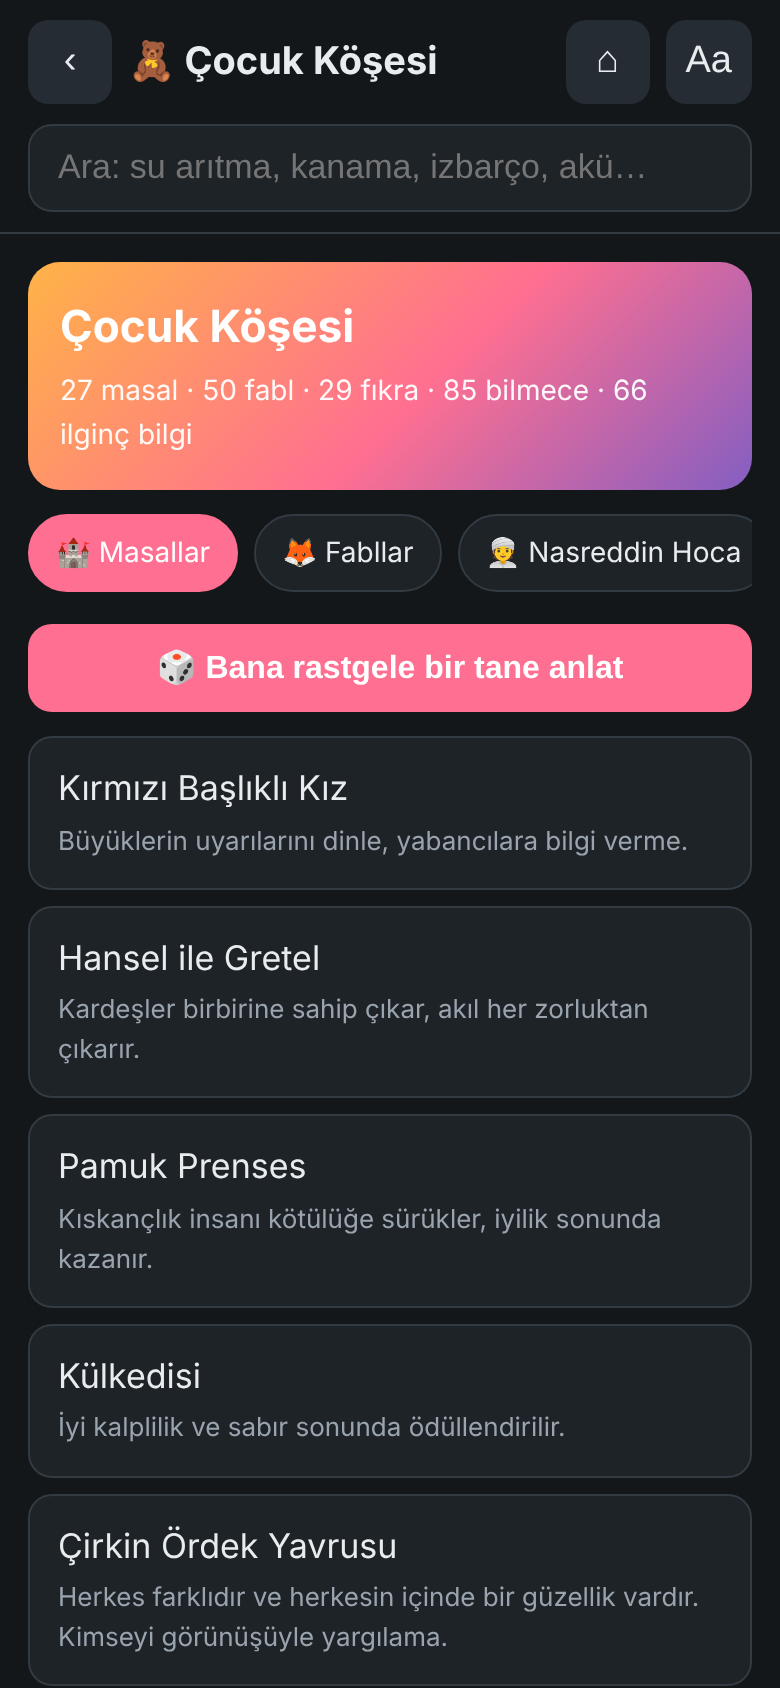 ‹ 🧸 Çocuk Köşesi ⌂ Aa
Ara: su arıtma, kanama, izbarço, akü…
Çocuk Köşesi
27 masal · 50 fabl · 29 fıkra · 85 bilmece · 66
ilginç bilgi
🏰 Masallar 🦊 Fabllar 👳 Nasreddin Hoca
🎲 Bana rastgele bir tane anlat
Kırmızı Başlıklı Kız
Büyüklerin uyarılarını dinle, yabancılara bilgi verme.
Hansel ile Gretel
Kardeşler birbirine sahip çıkar, akıl her zorluktan
çıkarır.
Pamuk Prenses
Kıskançlık insanı kötülüğe sürükler, iyilik sonunda
kazanır.
Külkedisi
İyi kalplilik ve sabır sonunda ödüllendirilir.
Çirkin Ördek Yavrusu
Herkes farklıdır ve herkesin içinde bir güzellik vardır.
Kimseyi görünüşüyle yargılama.